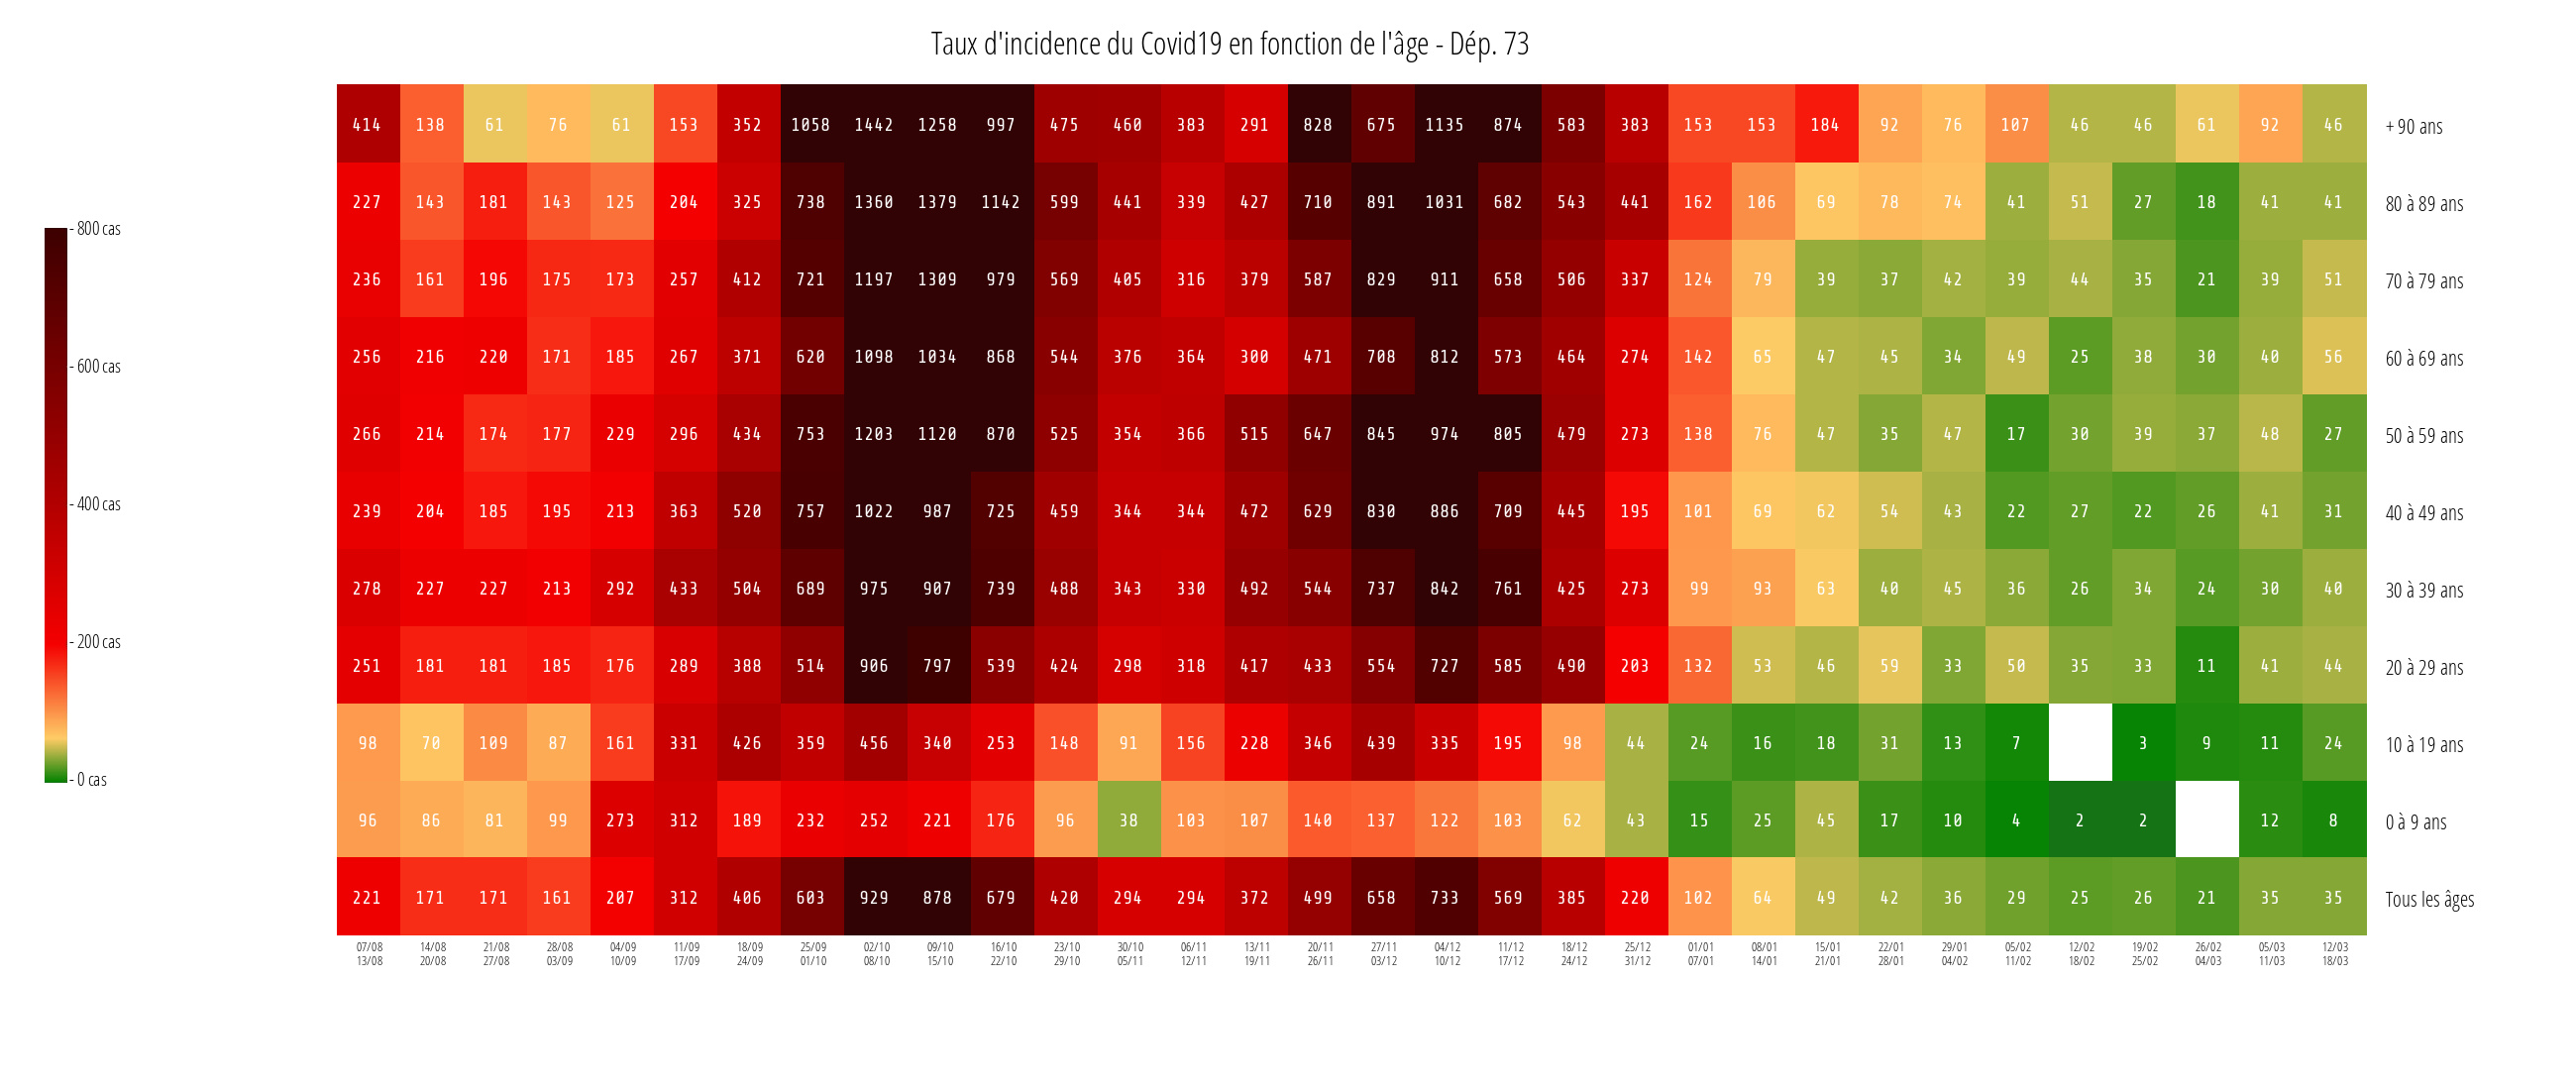 Taux d'incidence du Covid19 en fonction de l'âge - Dép. 73
- 800 cas
- 600 cas
- 400 cas
- 200 cas
- 0 cas
414 138 61 76 61 153 352 1058 1442 1258 997 475 460 383 291 828 675 1135 874 583 383 153 153 184 92 76 107 46 46 61 92 46 + 90 ans
227 143 181 143 125 204 325 738 1360 1379 1142 599 441 339 427 710 891 1031 682 543 441 162 106 69 78 74 41 51 27 18 41 41 80 à 89 ans
236 161 196 175 173 257 412 721 1197 1309 979 569 405 316 379 587 829 911 658 506 337 124 79 39 37 42 39 44 35 21 39 51 70 à 79 ans
256 216 220 171 185 267 371 620 1098 1034 868 544 376 364 300 471 708 812 573 464 274 142 65 47 45 34 49 25 38 30 40 56 60 à 69 ans
266 214 174 177 229 296 434 753 1203 1120 870 525 354 366 515 647 845 974 805 479 273 138 76 47 35 47 17 30 39 37 48 27 50 à 59 ans
239 204 185 195 213 363 520 757 1022 987 725 459 344 344 472 629 830 886 709 445 195 101 69 62 54 43 22 27 22 26 41 31 40 à 49 ans
278 227 227 213 292 433 504 689 975 907 739 488 343 330 492 544 737 842 761 425 273 99 93 63 40 45 36 26 34 24 30 40 30 à 39 ans
251 181 181 185 176 289 388 514 906 797 539 424 298 318 417 433 554 727 585 490 203 132 53 46 59 33 50 35 33 11 41 44 20 à 29 ans
98 70 109 87 161 331 426 359 456 340 253 148 91 156 228 346 439 335 195 98 44 24 16 18 31 13 7 3 9 11 24 10 à 19 ans
96 86 81 99 273 312 189 232 252 221 176 96 38 103 107 140 137 122 103 62 43 15 25 45 17 10 4 2 2 12 8 0 à 9 ans
221 171 171 161 207 312 406 603 929 878 679 420 294 294 372 499 658 733 569 385 220 102 64 49 42 36 29 25 26 21 35 35 Tous les âges
07/08 14/08 21/08 28/08 04/09 11/09 18/09 25/09 02/10 09/10 16/10 23/10 30/10 06/11 13/11 20/11 27/11 04/12 11/12 18/12 25/12 01/01 08/01 15/01 22/01 29/01 05/02 12/02 19/02 26/02 05/03 12/03
13/08 20/08 27/08 03/09 10/09 17/09 24/09 01/10 08/10 15/10 22/10 29/10 05/11 12/11 19/11 26/11 03/12 10/12 17/12 24/12 31/12 07/01 14/01 21/01 28/01 04/02 11/02 18/02 25/02 04/03 11/03 18/03